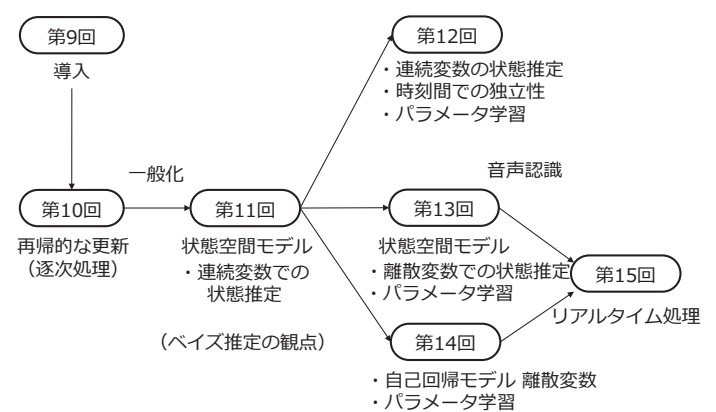 第9回
導入
第12回
・連続変数の状態推定
・時刻間での独立性
・パラメータ学習
一般化
音声認識
第10回
再帰的な更新
（逐次処理）
第11回
状態空間モデル
・連続変数での
状態推定
第13回
状態空間モデル
・離散変数での状態推定
・パラメータ学習
第15回
リアルタイム処理
（ベイズ推定の観点）
第14回
・自己回帰モデル 離散変数
・パラメータ学習